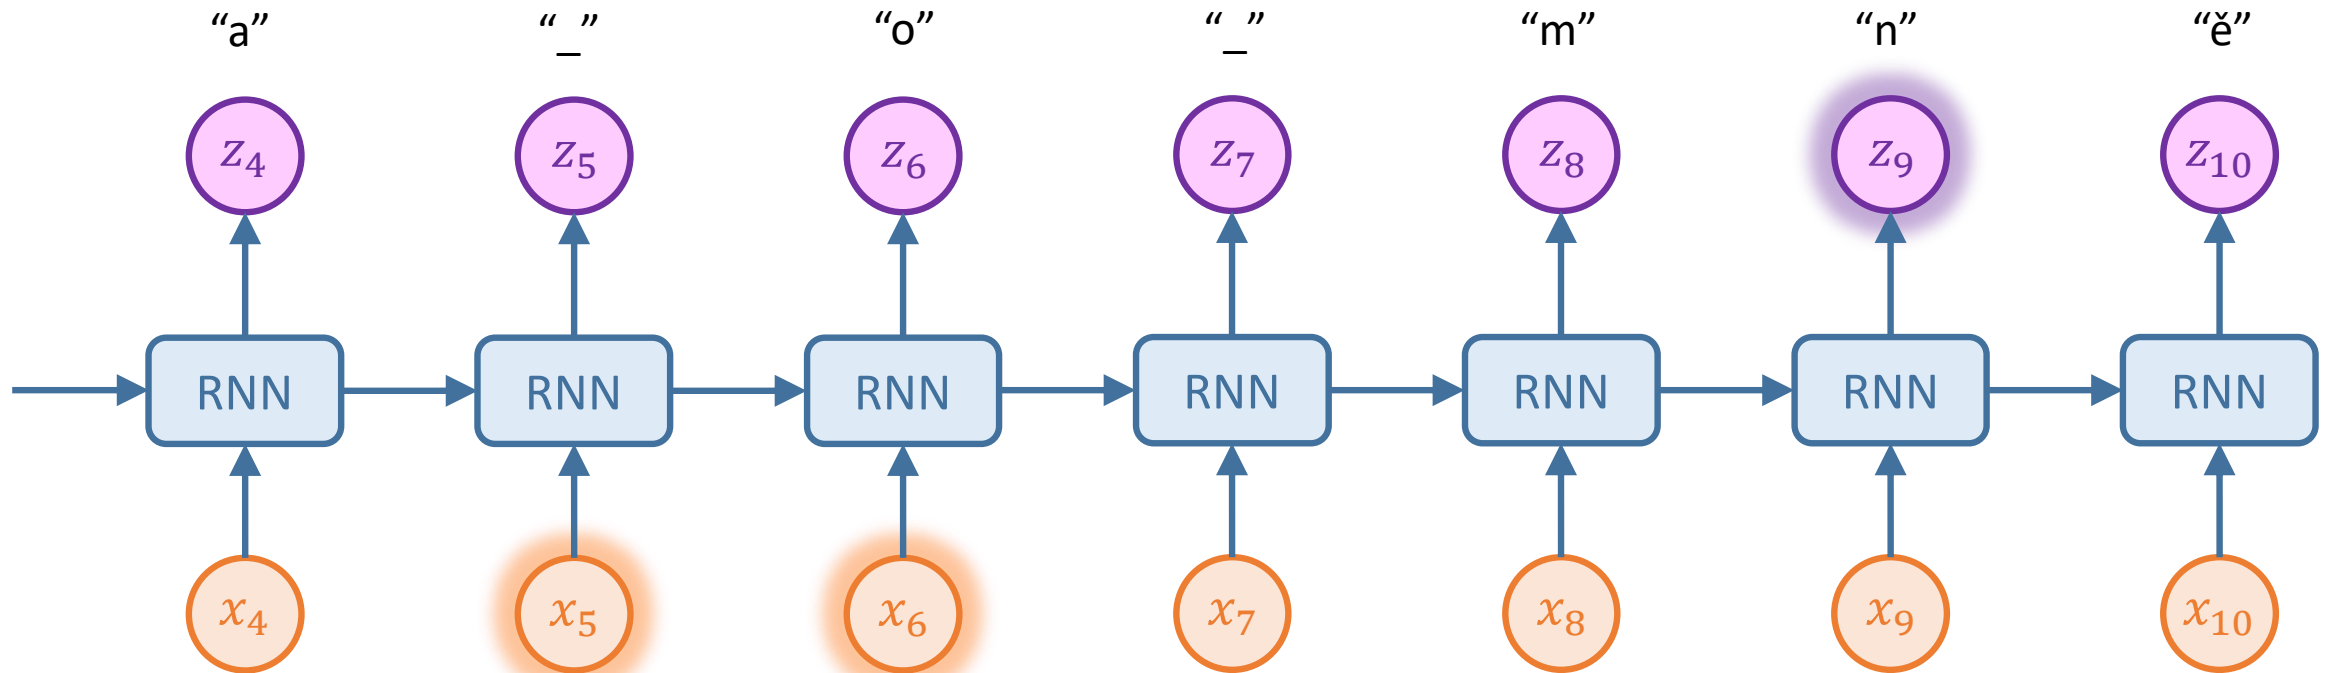 “a” “_” “o” “_” “m” “n” “ě”
z₄ z₅ z₆ z₇ z₈ z₉ z₁₀
RNN RNN RNN RNN RNN RNN RNN
x₄ x₅ x₆ x₇ x₈ x₉ x₁₀